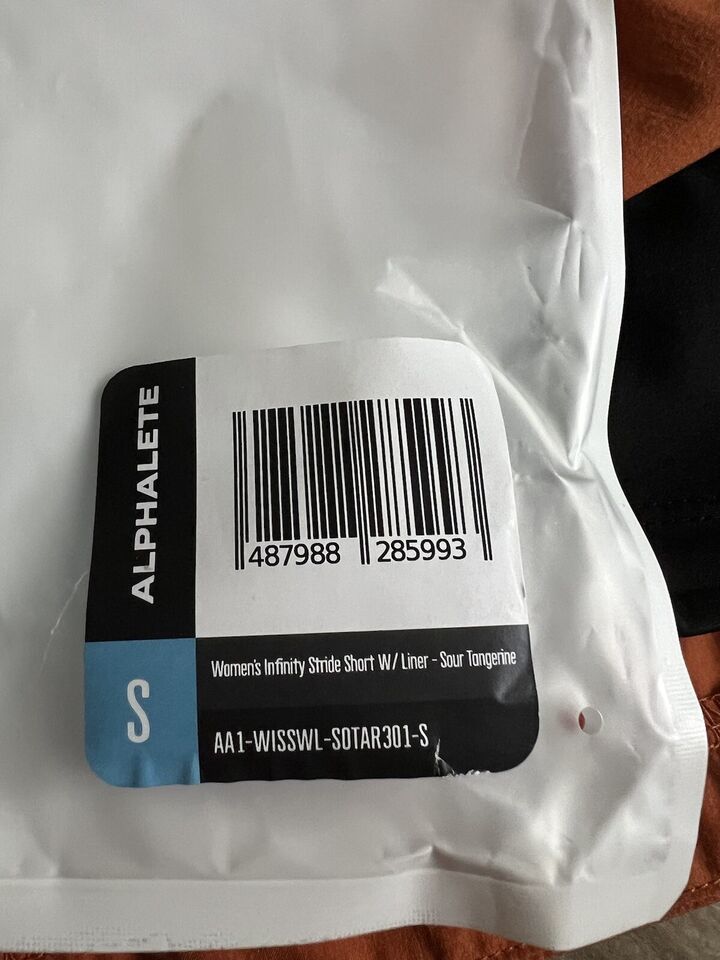 ALPHALETE
487988 285993
S
Women's Infinity Stride Short W/ Liner - Sour Tangerine
AA1-WISSWL-SOTAR301-S